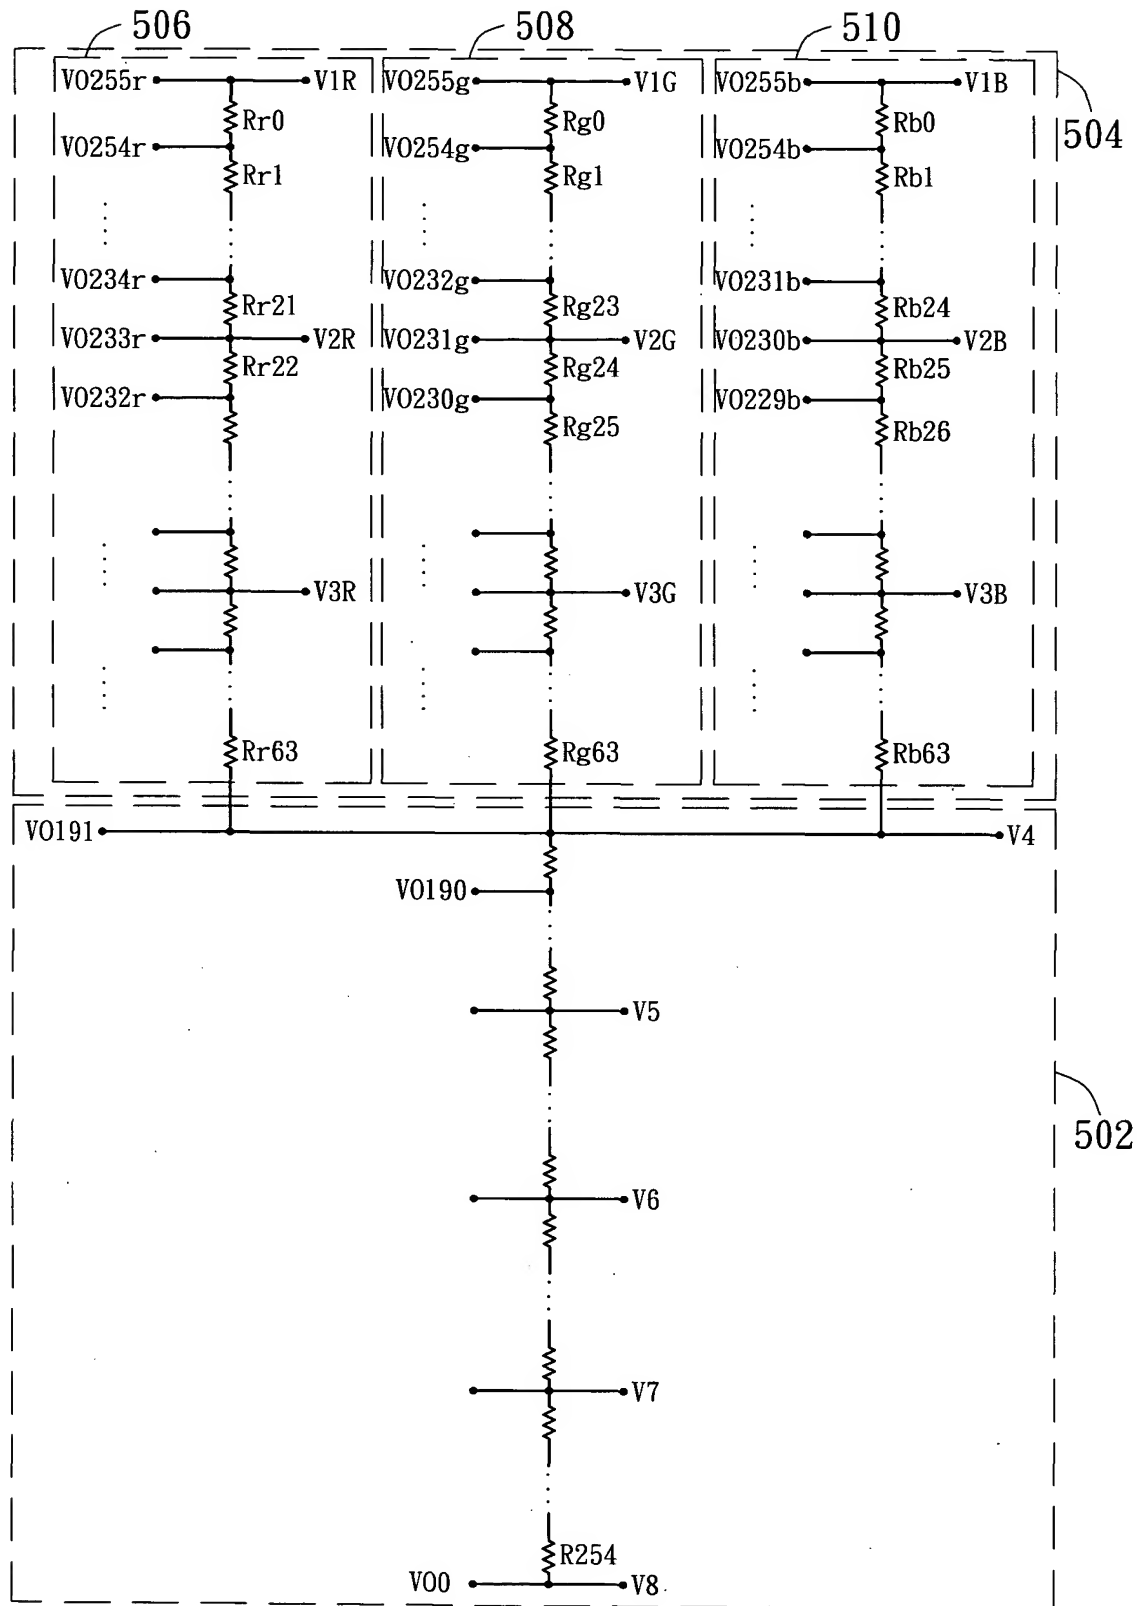 506 508 510
VO255r V1R VO255g V1G VO255b V1B
Rr0 Rg0 Rb0
504
VO254r VO254g VO254b
Rr1 Rg1 Rb1
VO234r VO232g VO231b
Rr21 Rg23 Rb24
VO233r V2R VO231g V2G VO230b V2B
Rr22 Rg24 Rb25
VO232r VO230g VO229b
Rg25 Rb26
V3R V3G V3B
Rr63 Rg63 Rb63
VO191 V4
VO190
V5
502
V6
V7
R254
VO0 V8